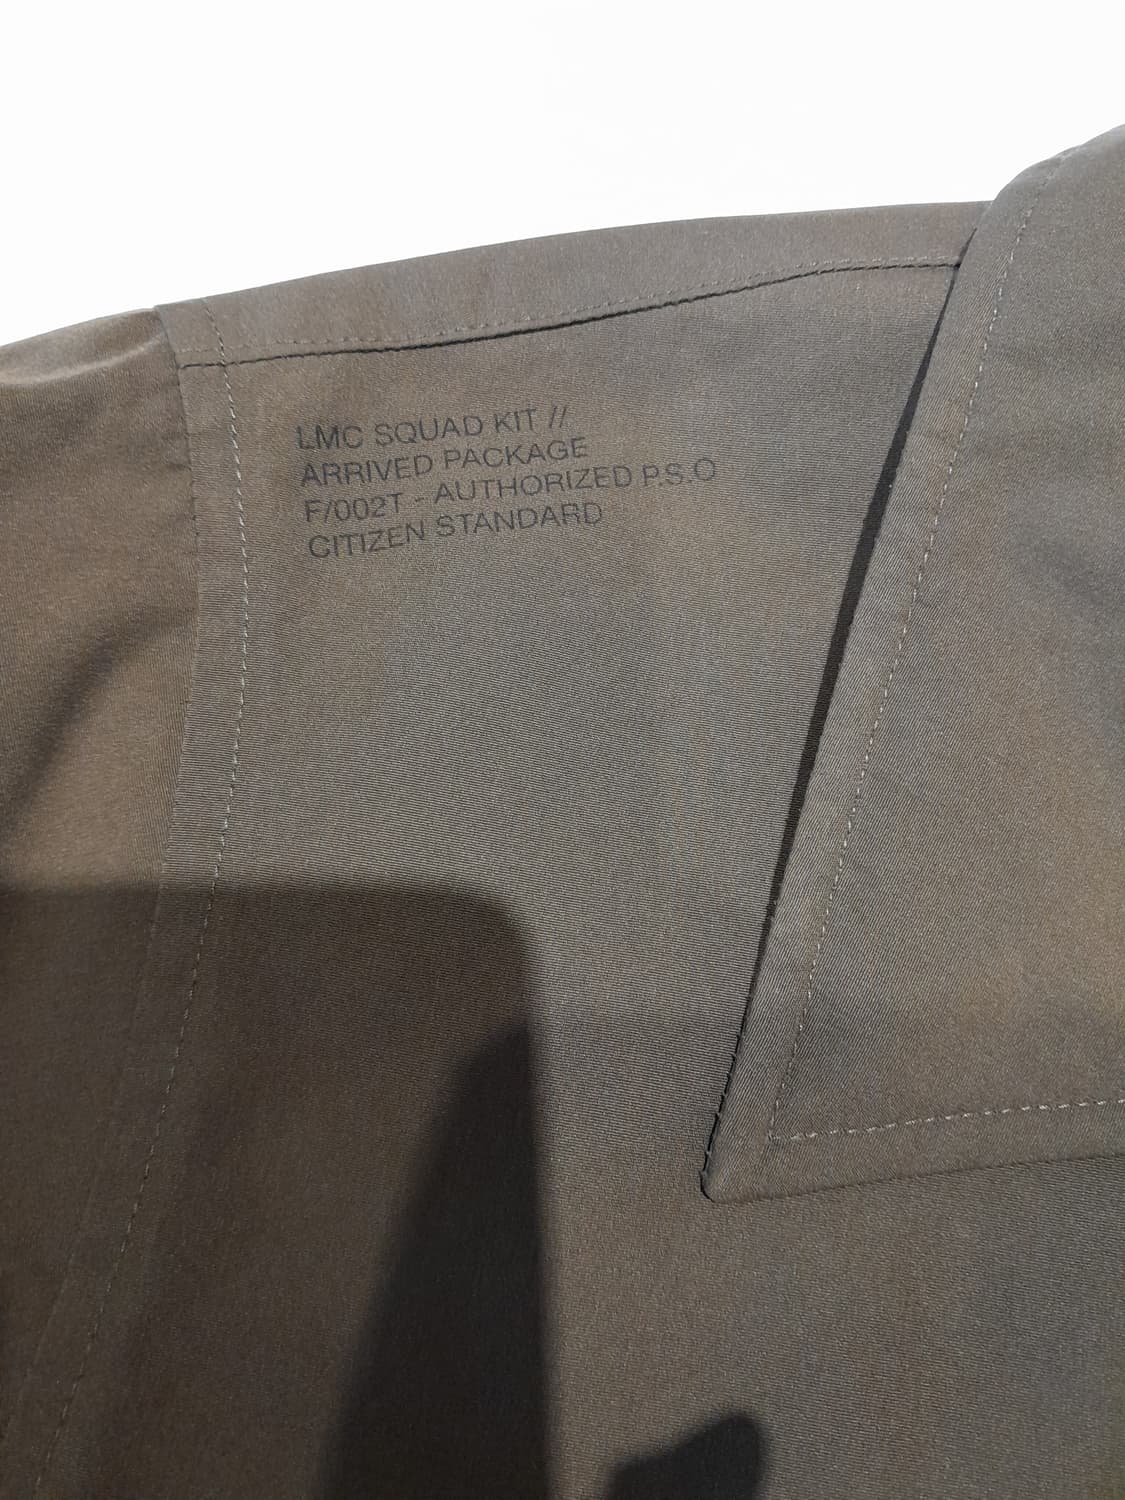 LMC SQUAD KIT //
ARRIVED PACKAGE
F/002T - AUTHORIZED P.S.O
CITIZEN STANDARD